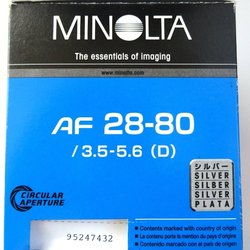 MINOLTA
The essentials of imaging
www.minolta.com
AF 28-80
/ 3.5-5.6 (D)
シルバー
SILVER
SILBER
SILVER
PLATA
CIRCULAR
APERTURE
Contents marked with country of origin
Le contenu porte la mention du pays d'origine
Contenido marcado con el país de origen
95247432